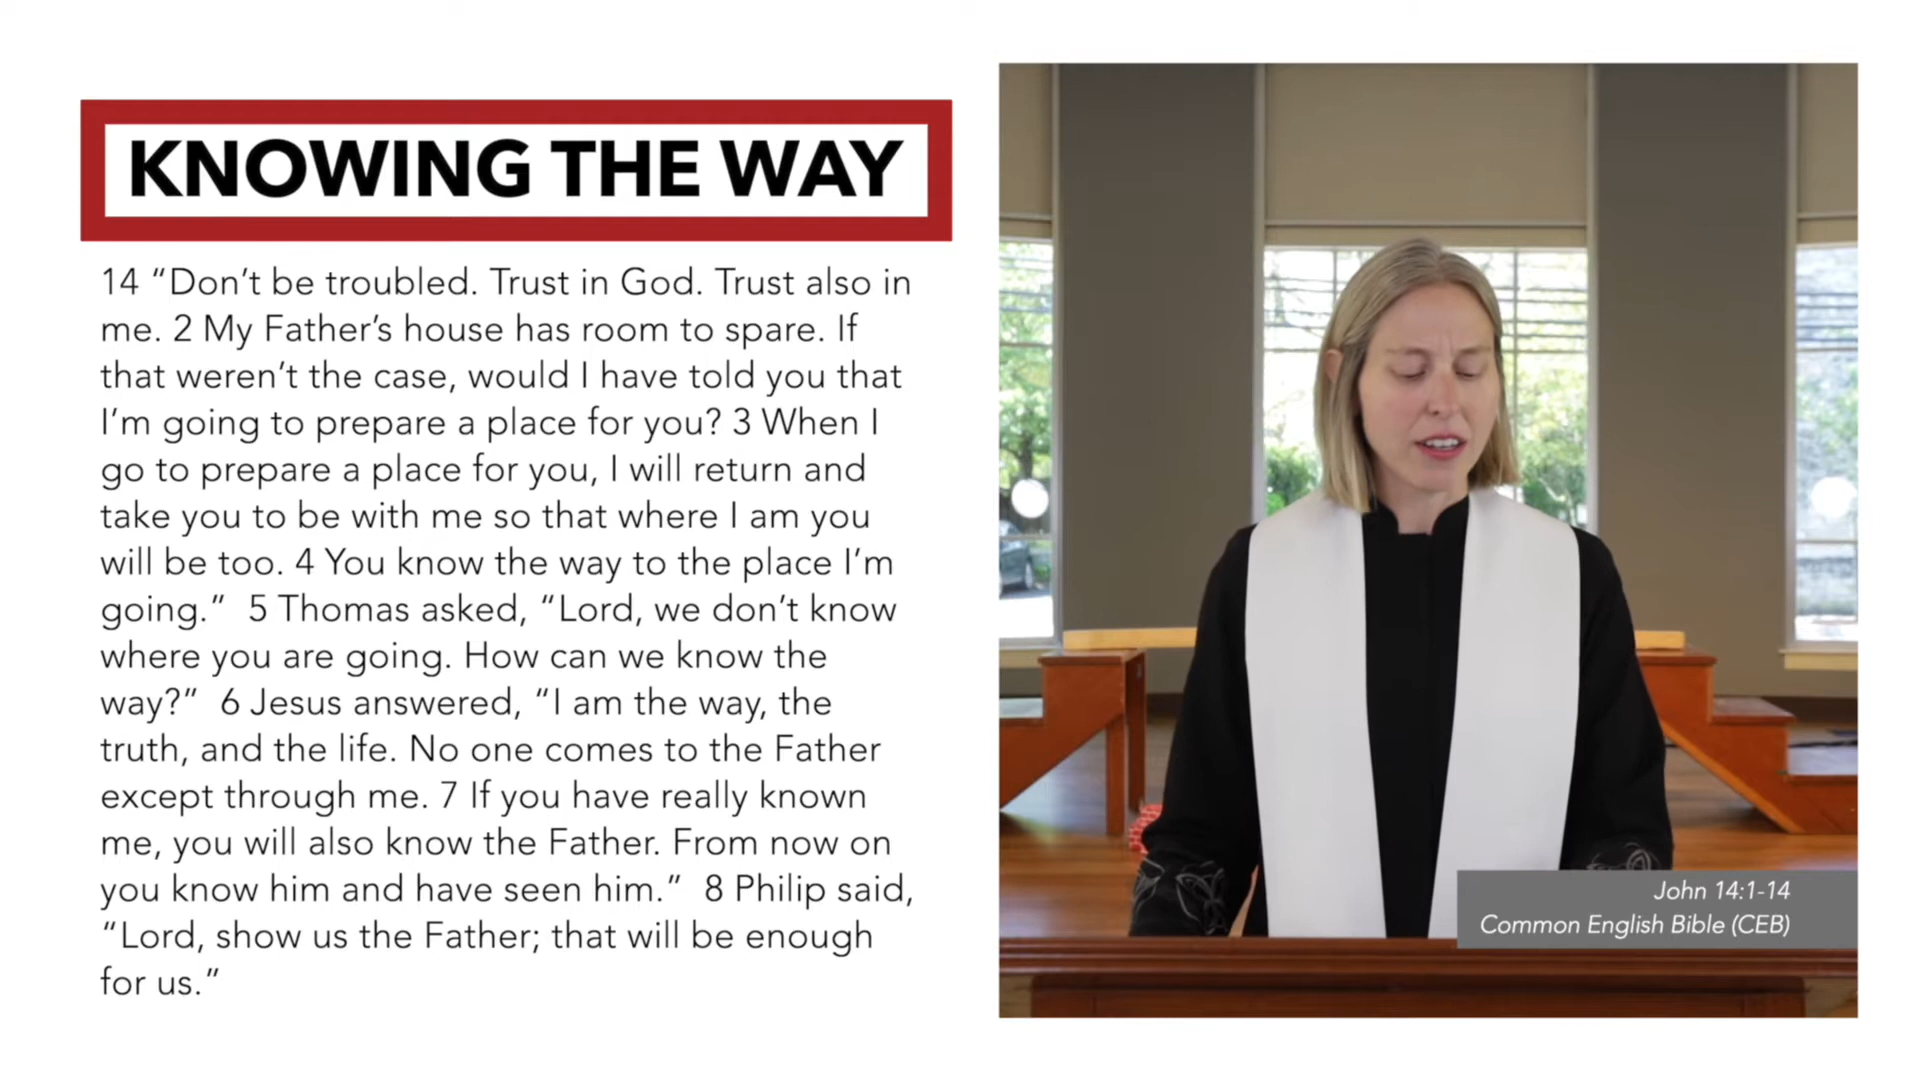 KNOWING THE WAY
14 “Don’t be troubled. Trust in God. Trust also in
me. 2 My Father’s house has room to spare. If
that weren’t the case, would I have told you that
I’m going to prepare a place for you? 3 When I
go to prepare a place for you, I will return and
take you to be with me so that where I am you
will be too. 4 You know the way to the place I’m
going.”  5 Thomas asked, “Lord, we don’t know
where you are going. How can we know the
way?”  6 Jesus answered, “I am the way, the
truth, and the life. No one comes to the Father
except through me. 7 If you have really known
me, you will also know the Father. From now on
you know him and have seen him.”  8 Philip said,
“Lord, show us the Father; that will be enough
for us.”
John 14:1-14
Common English Bible (CEB)